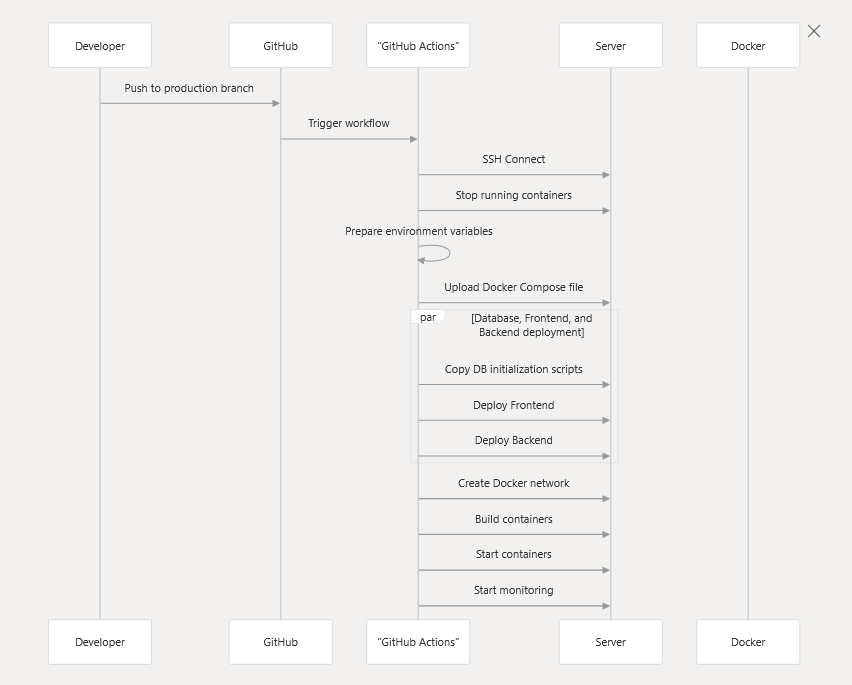 Developer
GitHub
"GitHub Actions"
Server
Docker
Push to production branch
Trigger workflow
SSH Connect
Stop running containers
Prepare environment variables
Upload Docker Compose file
par
[Database, Frontend, and
Backend deployment]
Copy DB initialization scripts
Deploy Frontend
Deploy Backend
Create Docker network
Build containers
Start containers
Start monitoring
Developer
GitHub
"GitHub Actions"
Server
Docker